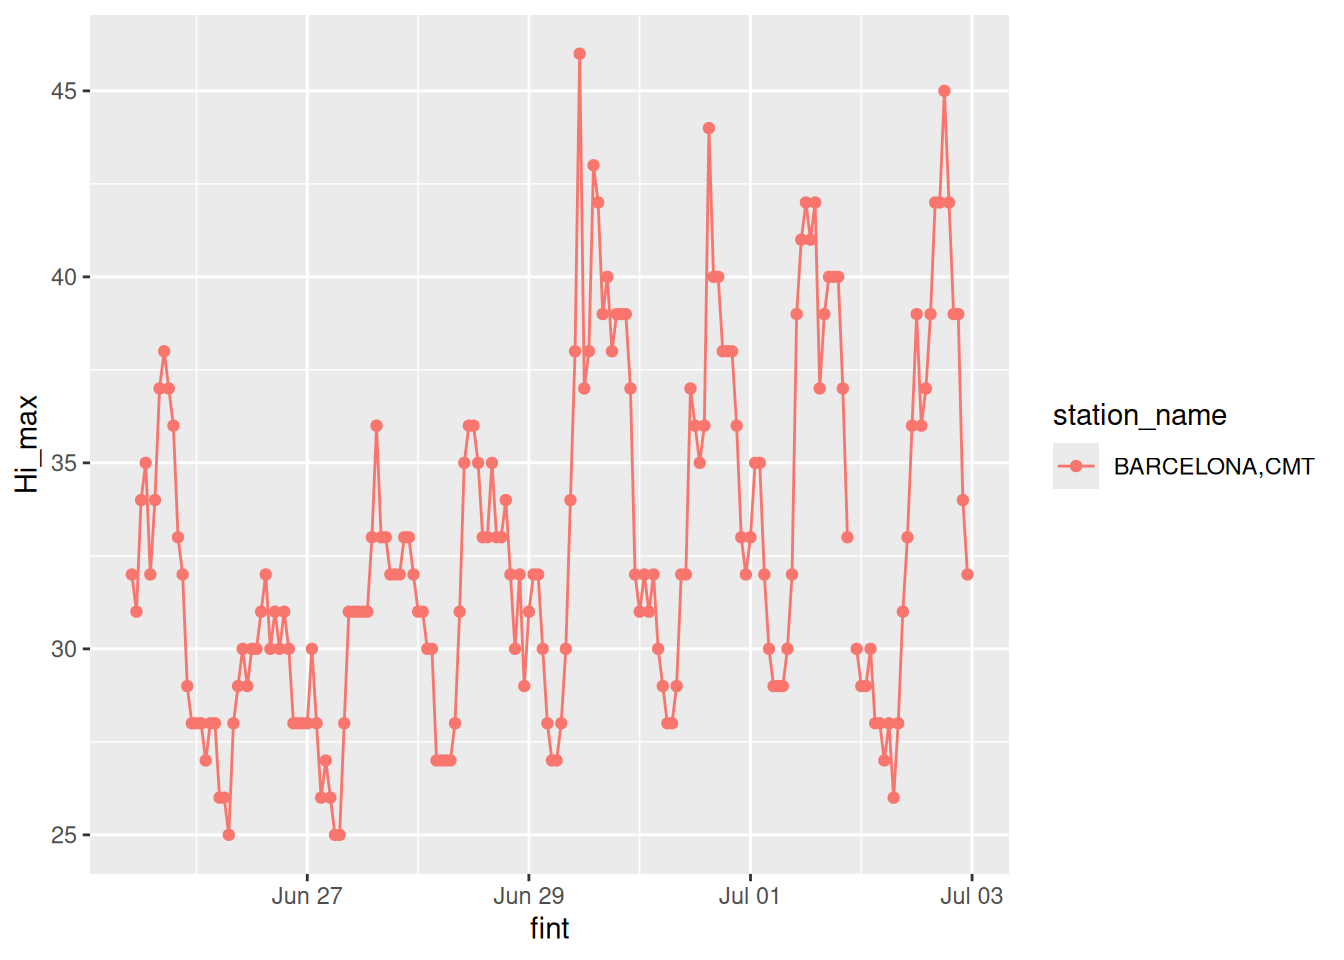 45
40
35
30
25
Hi_max
Jun 27
Jun 29
Jul 01
Jul 03
fint
station_name
BARCELONA,CMT